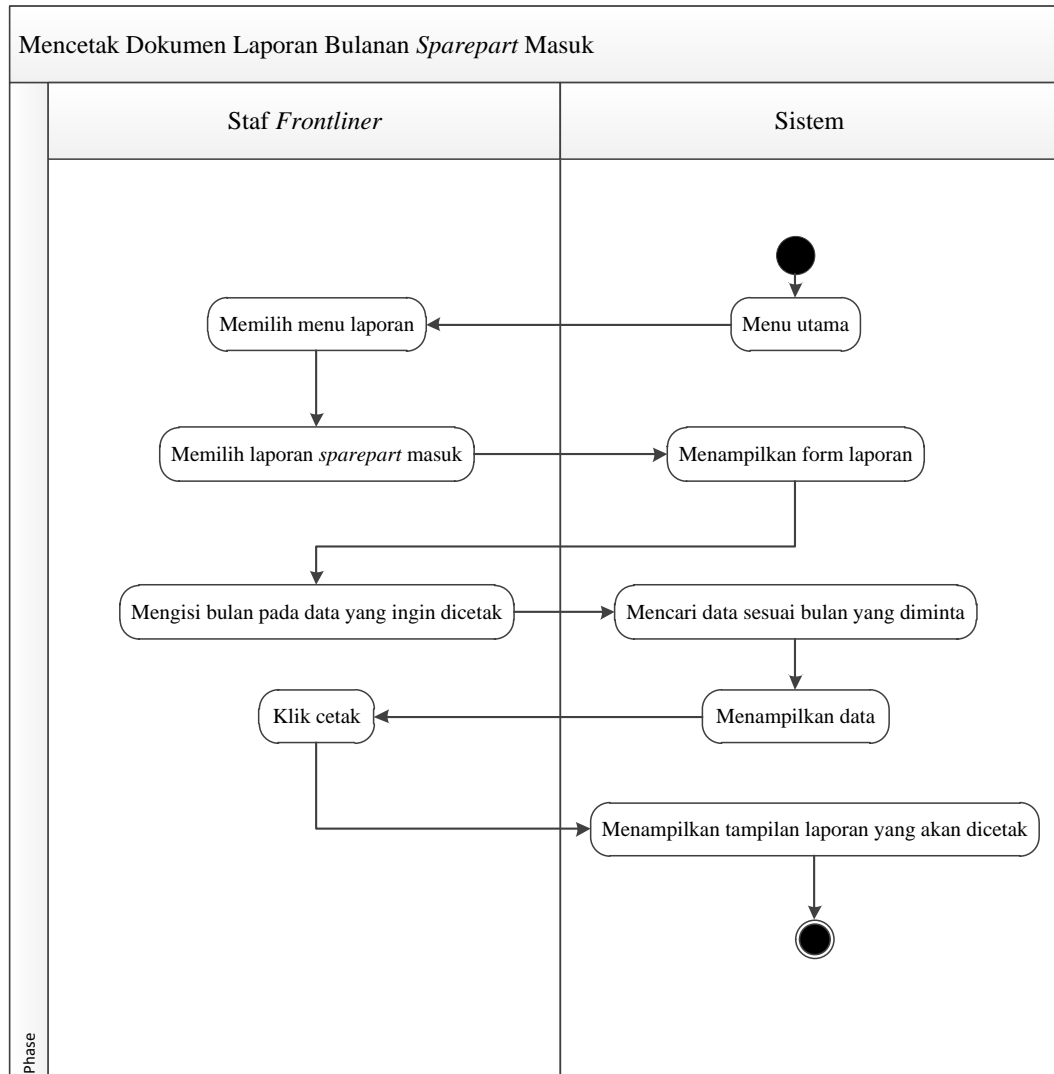 Mencetak Dokumen Laporan Bulanan Sparepart Masuk
Staf Frontliner
Sistem
Menu utama
Memilih menu laporan
Memilih laporan sparepart masuk
Menampilkan form laporan
Mengisi bulan pada data yang ingin dicetak
Mencari data sesuai bulan yang diminta
Menampilkan data
Klik cetak
Menampilkan tampilan laporan yang akan dicetak
Phase